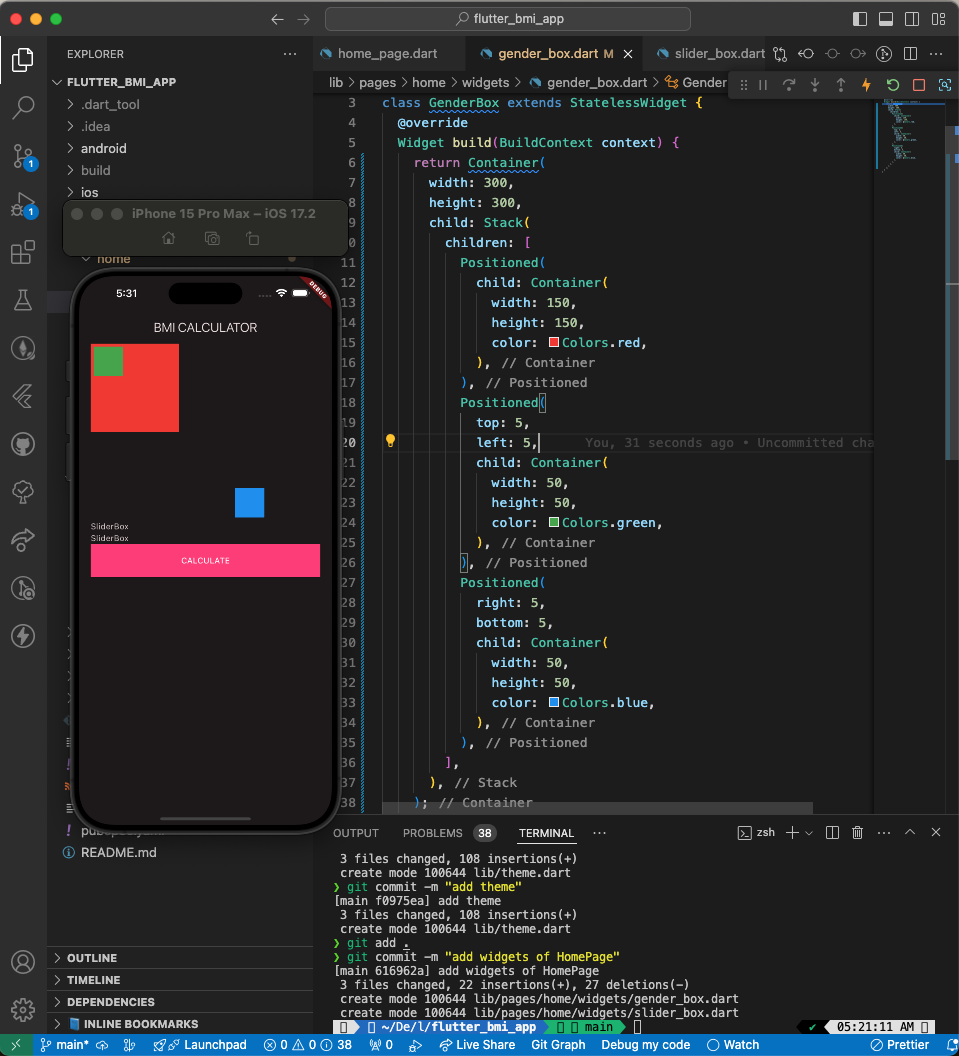 flutter_bmi_app
EXPLORER
FLUTTER_BMI_APP
.dart_tool
.idea
android
build
ios
home
README.md
OUTLINE
TIMELINE
DEPENDENCIES
INLINE BOOKMARKS
1
1
iPhone 15 Pro Max – iOS 17.2
5:31
DEBUG
BMI CALCULATOR
SliderBox
SliderBox
CALCULATE
home_page.dart
gender_box.dart M
slider_box.dart
lib > pages > home > widgets > gender_box.dart > Gender
3 class GenderBox extends StatelessWidget {
4 @override
5 Widget build(BuildContext context) {
6 return Container(
7 width: 300,
8 height: 300,
9 child: Stack(
0 children: [
11 Positioned(
12 child: Container(
13 width: 150,
14 height: 150,
15 color: Colors.red,
16 ), // Container
17 ), // Positioned
18 Positioned(
19 top: 5,
20 left: 5, You, 31 seconds ago • Uncommitted cha
21 child: Container(
22 width: 50,
23 height: 50,
24 color: Colors.green,
25 ), // Container
26 ), // Positioned
27 Positioned(
28 right: 5,
29 bottom: 5,
30 child: Container(
31 width: 50,
32 height: 50,
33 color: Colors.blue,
34 ), // Container
35 ), // Positioned
36 ],
37 ), // Stack
38 ); // Container
OUTPUT PROBLEMS 38 TERMINAL ··· zsh
3 files changed, 108 insertions(+)
create mode 100644 lib/theme.dart
❯ git commit -m "add theme"
[main f0975ea] add theme
3 files changed, 108 insertions(+)
create mode 100644 lib/theme.dart
❯ git add .
❯ git commit -m "add widgets of HomePage"
[main 616962a] add widgets of HomePage
3 files changed, 22 insertions(+), 27 deletions(-)
create mode 100644 lib/pages/home/widgets/gender_box.dart
create mode 100644 lib/pages/home/widgets/slider_box.dart
~/De/l/flutter_bmi_app main ✔ 05:21:11 AM
main* Launchpad 0 0 38 0 Live Share Git Graph Debug my code Watch Prettier